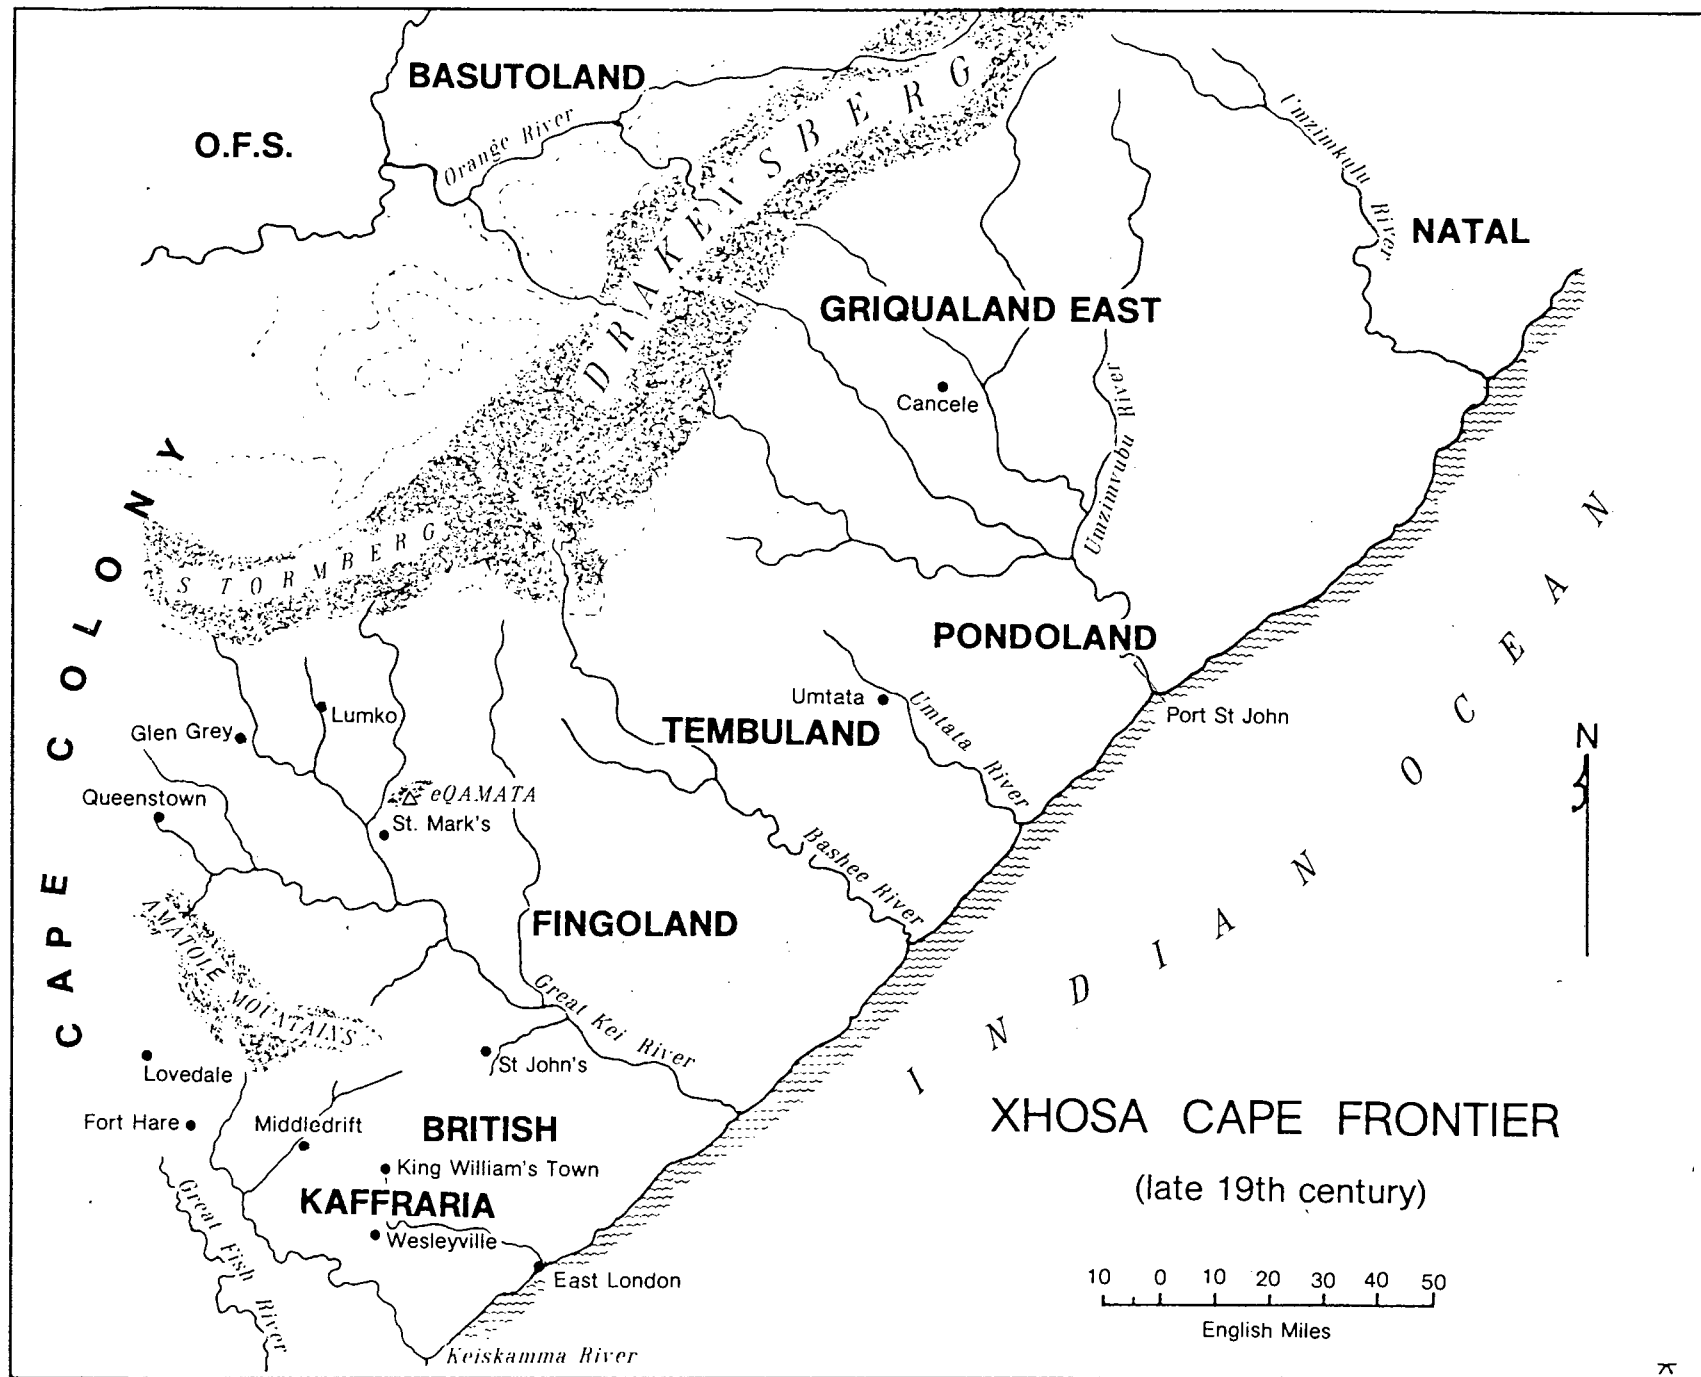 BASUTOLAND
O.F.S.
Orange River
DRAKENSBERG
Umzimkulu River
NATAL
GRIQUALAND EAST
Cancele
Umzimvubu River
CAPE COLONY
STORMBERG
PONDOLAND
Port St John
Umtata
Umtata River
TEMBULAND
Lumko
Glen Grey
Queenstown
eQAMATA
St. Mark's
Bashee River
FINGOLAND
AMATOLE MOUNTAINS
Great Kei River
St John's
Lovedale
Fort Hare
Middledrift
BRITISH
KAFFRARIA
King William's Town
Wesleyville
East London
Great Fish River
Keiskamma River
INDIAN OCEAN
N
XHOSA CAPE FRONTIER
(late 19th century)
10 0 10 20 30 40 50
English Miles